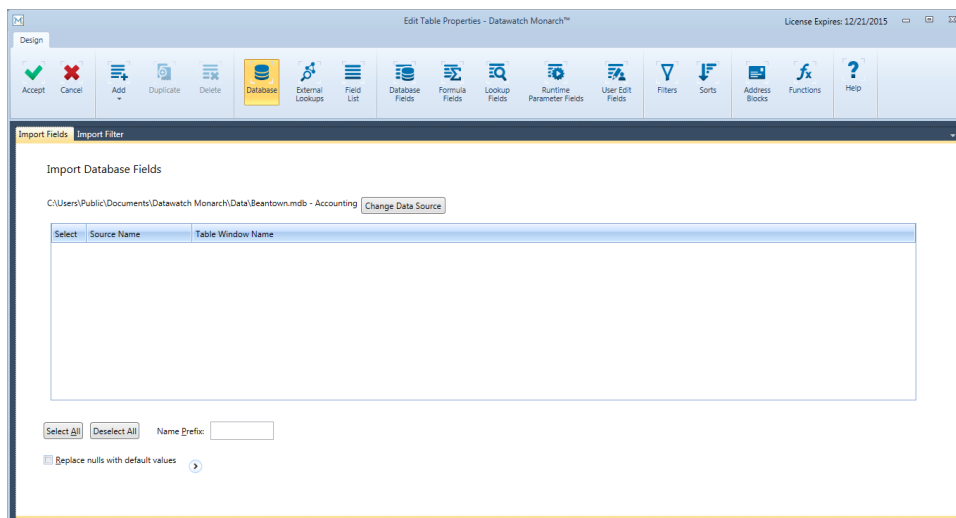 M
Edit Table Properties - Datawatch Monarch™
License Expires: 12/21/2015
Design
Accept
Cancel
Add
Duplicate
Delete
Database
External Lookups
Field List
Database Fields
Formula Fields
Lookup Fields
Runtime Parameter Fields
User Edit Fields
Filters
Sorts
Address Blocks
fx
Functions
?
Help
Import Fields Import Filter
Import Database Fields
C:\Users\Public\Documents\Datawatch Monarch\Data\Beantown.mdb - Accounting Change Data Source
Select Source Name Table Window Name
Select All Deselect All Name Prefix:
Replace nulls with default values